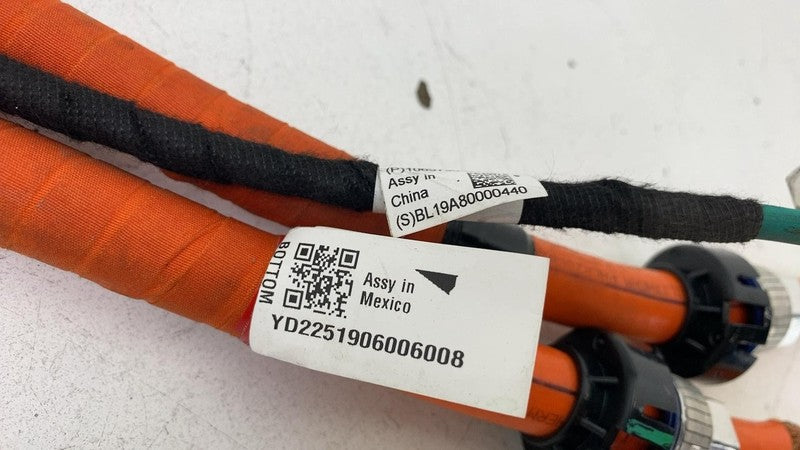 Assy in
China
(S)BL19A80000440
BOTTOM
Assy in
Mexico
YD2251906006008